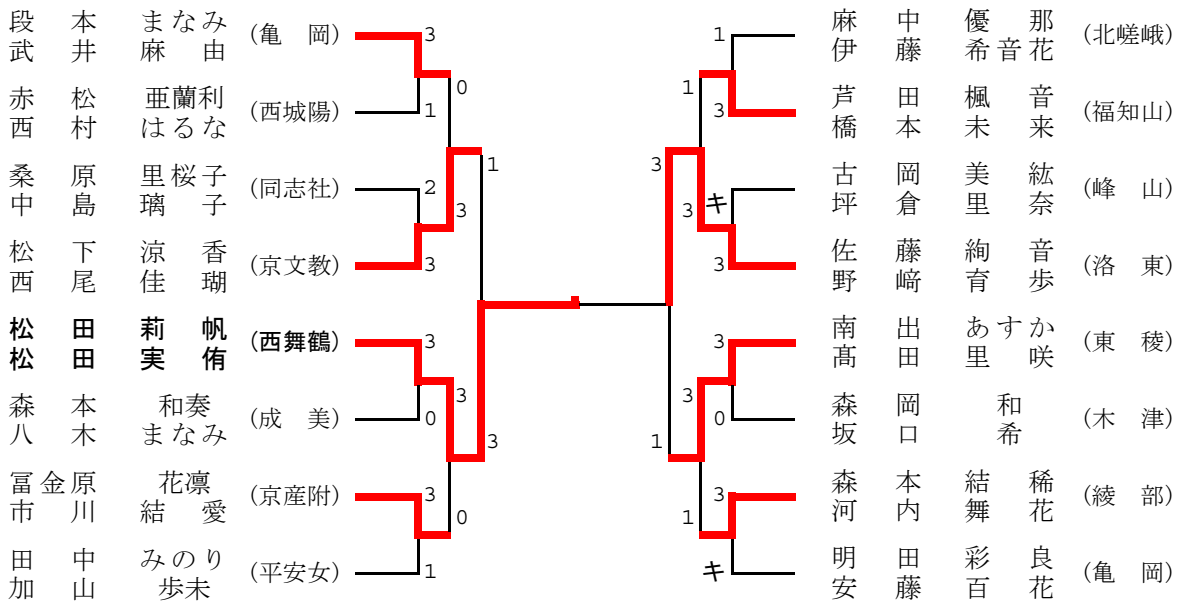 段本 まなみ
武井 麻由
(亀岡)
3
0
赤松 亜蘭利
西村 はるな
(西城陽)
1
1
桑原 里桜子
中島 璃子
(同志社)
2
3
松下 涼香
西尾 佳瑚
(京文教)
3
松田 莉帆
松田 実侑
(西舞鶴)
3
3
森本 和奏
八木 まなみ
(成美)
0
3
冨金原 花凛
市川 結愛
(京産附)
3
0
田中 みのり
加山 歩未
(平安女)
1
1
麻中 優那
伊藤 希音花
(北嵯峨)
1
3
芦田 楓音
橋本 未来
(福知山)
3
3
キ
古岡 美紘
坪倉 里奈
(峰山)
3
佐藤 絢音
野﨑 育歩
(洛東)
3
南出 あすか
髙田 里咲
(東稜)
3
0
森岡 和
坂口 希
(木津)
1
3
森本 結稀
河内 舞花
(綾部)
1
キ
明田 彩良
安藤 百花
(亀岡)